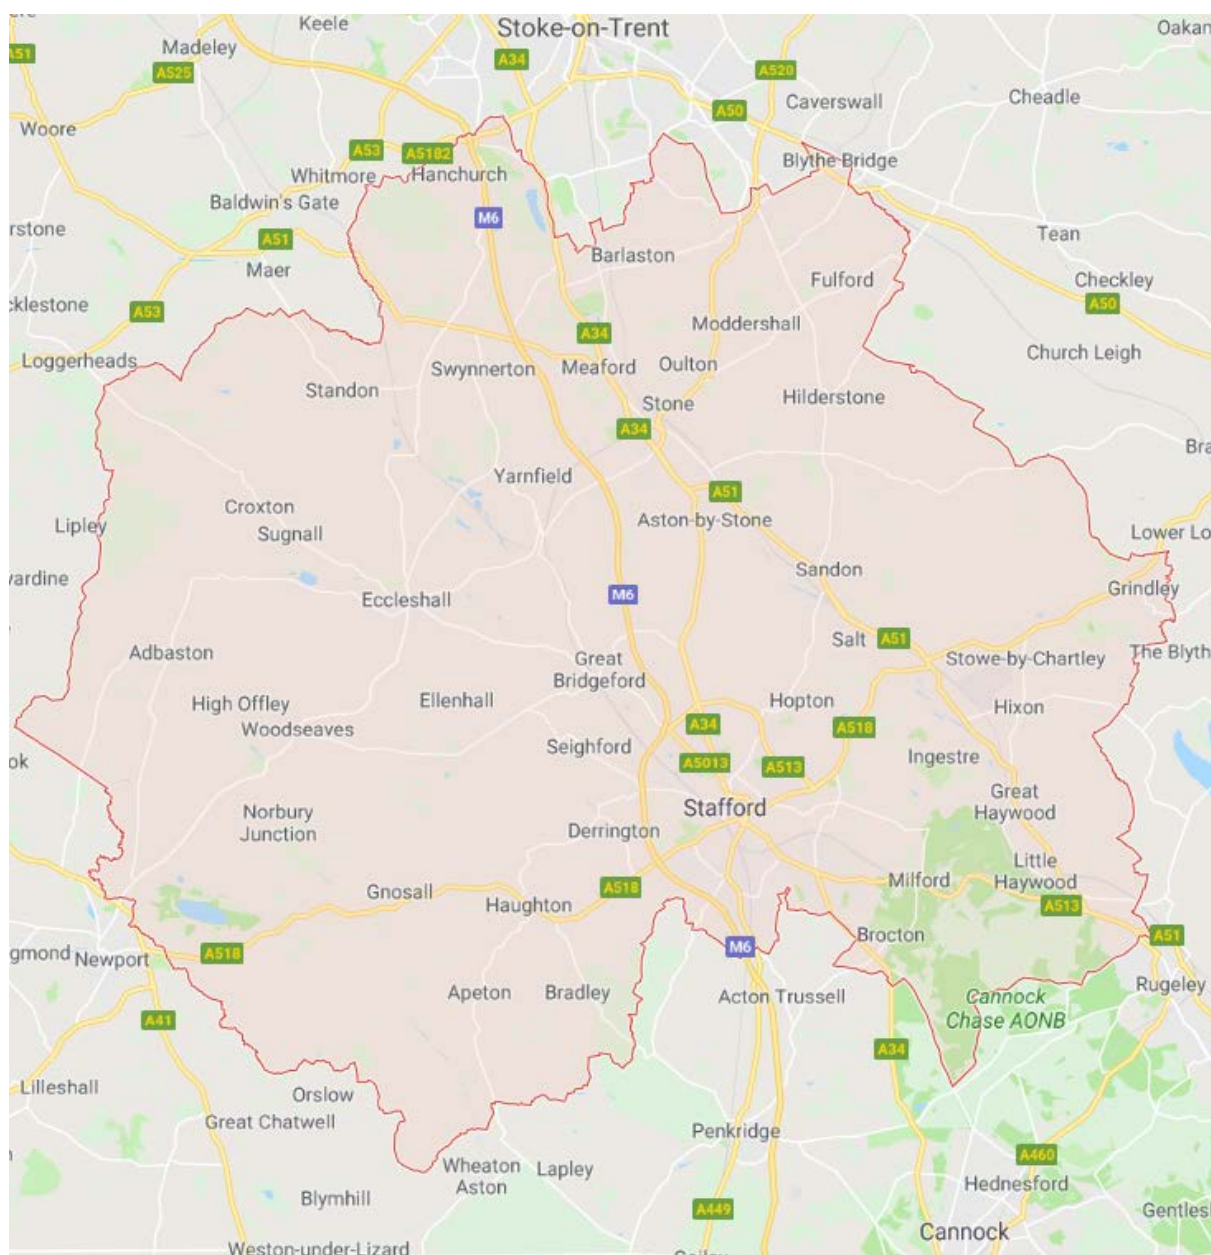 Keele
Stoke-on-Trent
Oakan
Madeley
A51
A525
A34
A520
A50
Caverswall
Cheadle
Woore
A53
A5182
Blythe Bridge
Whitmore
Hanchurch
Baldwin's Gate
M6
rstone
A51
Tean
Maer
Barlaston
Fulford
Checkley
cklestone
A53
A50
A34
Moddershall
Church Leigh
Loggerheads
Swynnerton
Meaford
Oulton
Standon
Stone
Hilderstone
A34
Bra
Yarnfield
A51
Croxton
Lipley
Sugnall
Aston-by-Stone
Lower Lo
vardine
Sandon
Grindley
Eccleshall
M6
Salt
A51
Adbaston
Great
Bridgeford
Stowe-by-Chartley
The Blyth
High Offley
Ellenhall
Hopton
Hixon
Woodseaves
A34
A518
Seighford
A5013
A513
Ingestre
ok
Norbury
Junction
Stafford
Great
Haywood
Derrington
Little
Haywood
Gnosall
A518
Milford
Haughton
A513
Brocton
A51
gmond
Newport
A518
M6
Rugeley
Apeton
Bradley
Acton Trussell
Cannock
Chase AONB
A41
A34
Lilleshall
Orslow
Great Chatwell
Penkridge
A460
Wheaton
Aston
Lapley
Hednesford
Blymhill
A449
Gentlesh
Cannock
Weston-under-Lizard